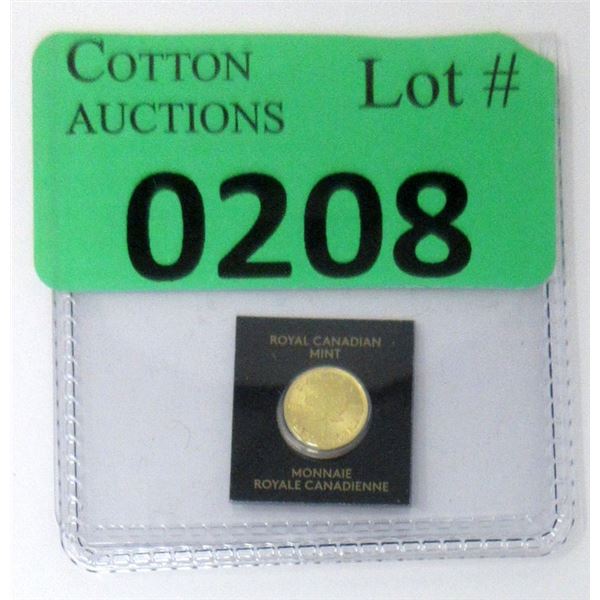 COTTON
AUCTIONS
Lot #
0208
ROYAL CANADIAN
MINT
MONNAIE
ROYALE CANADIENNE